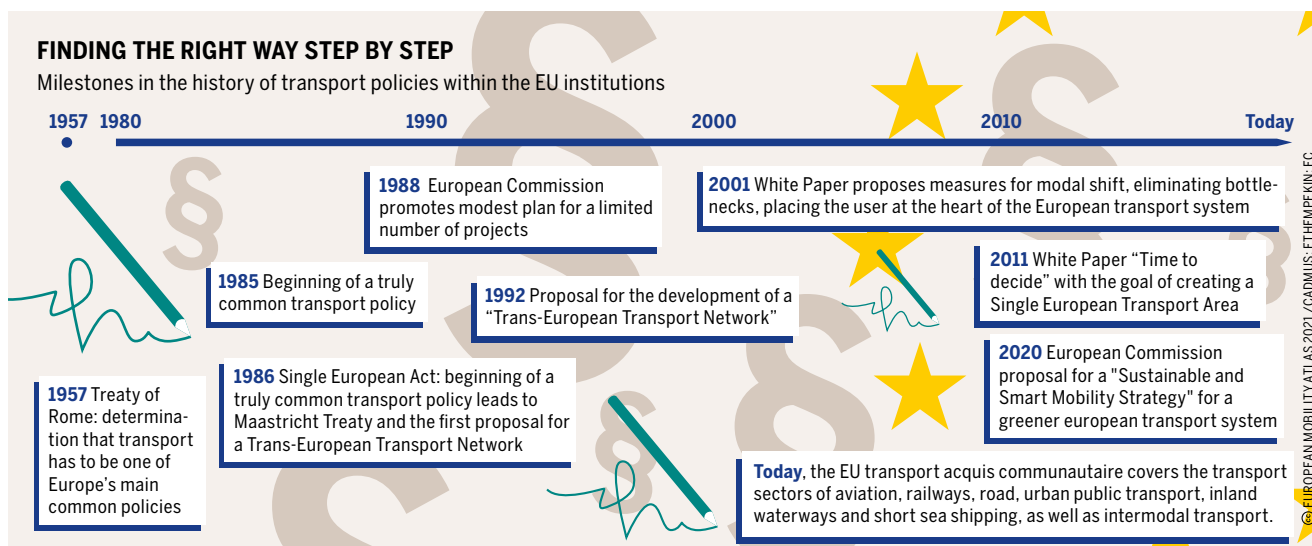 FINDING THE RIGHT WAY STEP BY STEP
Milestones in the history of transport policies within the EU institutions
1957 1980 1990 2000 2010 Today
1988 European Commission
promotes modest plan for a limited
number of projects
2001 White Paper proposes measures for modal shift, eliminating bottle-
necks, placing the user at the heart of the European transport system
1985 Beginning of a truly
common transport policy
1992 Proposal for the development of a
“Trans-European Transport Network”
2011 White Paper “Time to
decide” with the goal of creating a
Single European Transport Area
1957 Treaty of
Rome: determina-
tion that transport
has to be one of
Europe’s main
common policies
1986 Single European Act: beginning of a
truly common transport policy leads to
Maastricht Treaty and the first proposal for
a Trans-European Transport Network
2020 European Commission
proposal for a "Sustainable and
Smart Mobility Strategy" for a
greener european transport system
Today, the EU transport acquis communautaire covers the transport
sectors of aviation, railways, road, urban public transport, inland
waterways and short sea shipping, as well as intermodal transport.
© EUROPEAN MOBILITY ATLAS 2021 / CADMUS; ETHEMPEKIN; EC